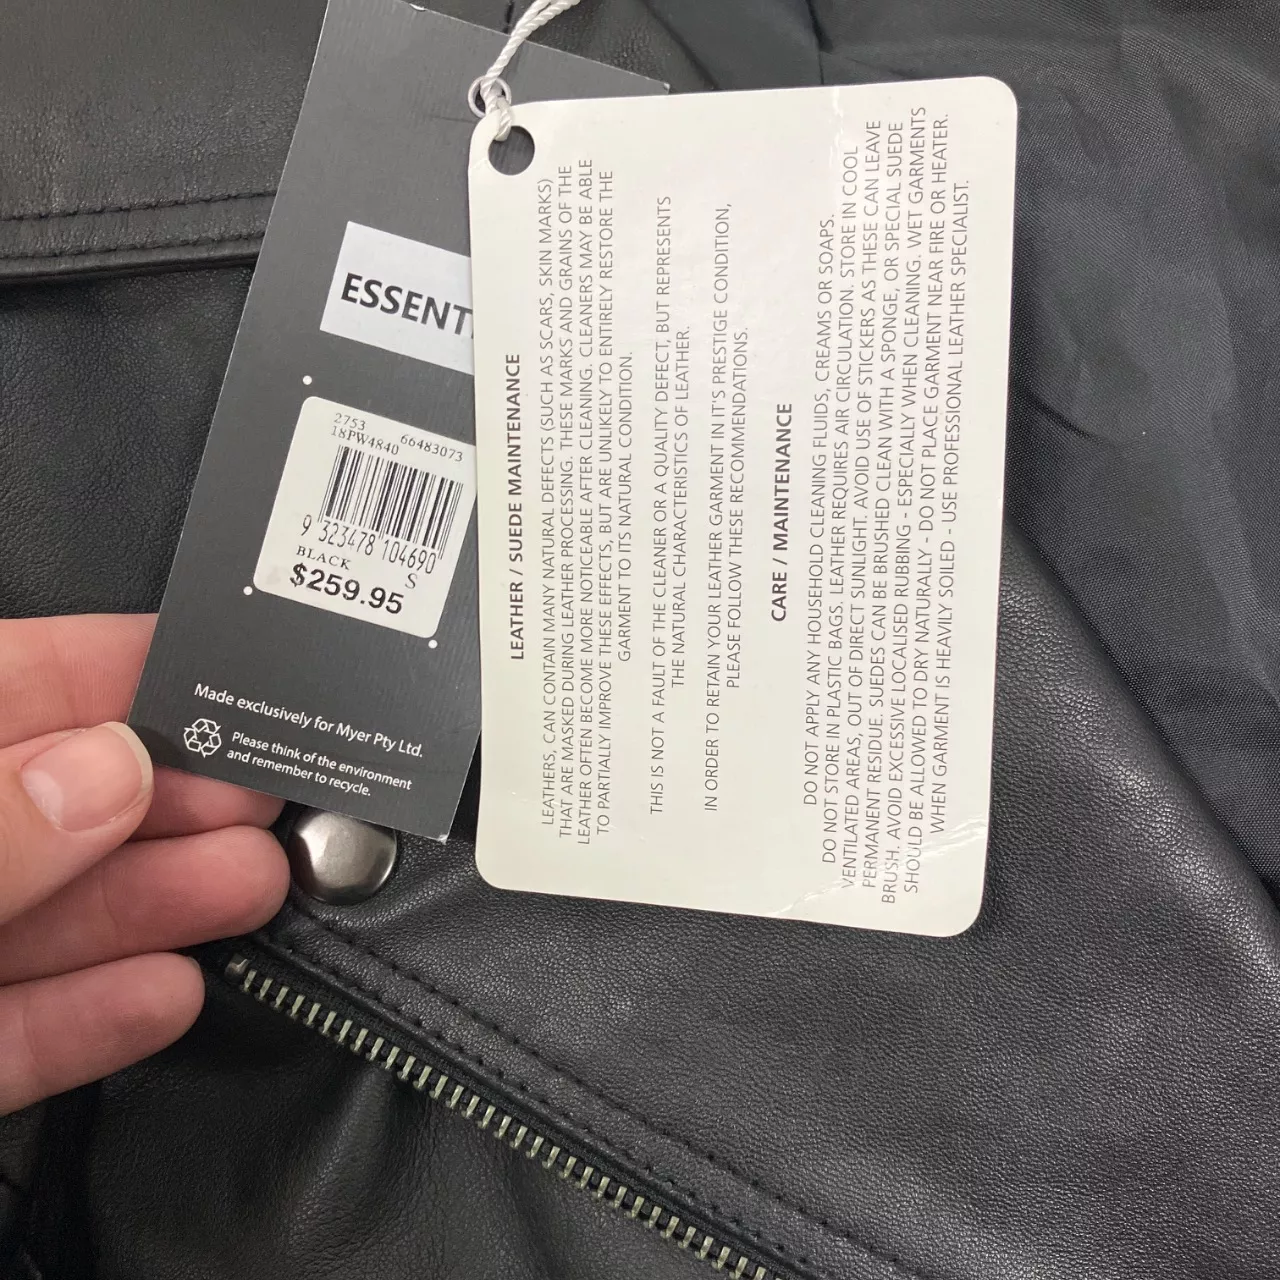 ESSENT
2753
18PW4840 66483073
9 323478 104690
BLACK S
$259.95
Made exclusively for Myer Pty Ltd.
Please think of the environment
and remember to recycle.
LEATHER / SUEDE MAINTENANCE
LEATHERS, CAN CONTAIN MANY NATURAL DEFECTS (SUCH AS SCARS, SKIN MARKS)
THAT ARE MASKED DURING LEATHER PROCESSING. THESE MARKS AND GRAINS OF THE
LEATHER OFTEN BECOME MORE NOTICEABLE AFTER CLEANING. CLEANERS MAY BE ABLE
TO PARTIALLY IMPROVE THESE EFFECTS, BUT ARE UNLIKELY TO ENTIRELY RESTORE THE
GARMENT TO ITS NATURAL CONDITION.
THIS IS NOT A FAULT OF THE CLEANER OR A QUALITY DEFECT, BUT REPRESENTS
THE NATURAL CHARACTERISTICS OF LEATHER.
IN ORDER TO RETAIN YOUR LEATHER GARMENT IN IT'S PRESTIGE CONDITION,
PLEASE FOLLOW THESE RECOMMENDATIONS.
CARE / MAINTENANCE
DO NOT APPLY ANY HOUSEHOLD CLEANING FLUIDS, CREAMS OR SOAPS.
DO NOT STORE IN PLASTIC BAGS. LEATHER REQUIRES AIR CIRCULATION. STORE IN COOL
VENTILATED AREAS, OUT OF DIRECT SUNLIGHT. AVOID USE OF STICKERS AS THESE CAN LEAVE
PERMANENT RESIDUE. SUEDES CAN BE BRUSHED CLEAN WITH A SPONGE, OR SPECIAL SUEDE
BRUSH, AVOID EXCESSIVE LOCALISED RUBBING - ESPECIALLY WHEN CLEANING. WET GARMENTS
SHOULD BE ALLOWED TO DRY NATURALLY - DO NOT PLACE GARMENT NEAR FIRE OR HEATER.
WHEN GARMENT IS HEAVILY SOILED - USE PROFESSIONAL LEATHER SPECIALIST.